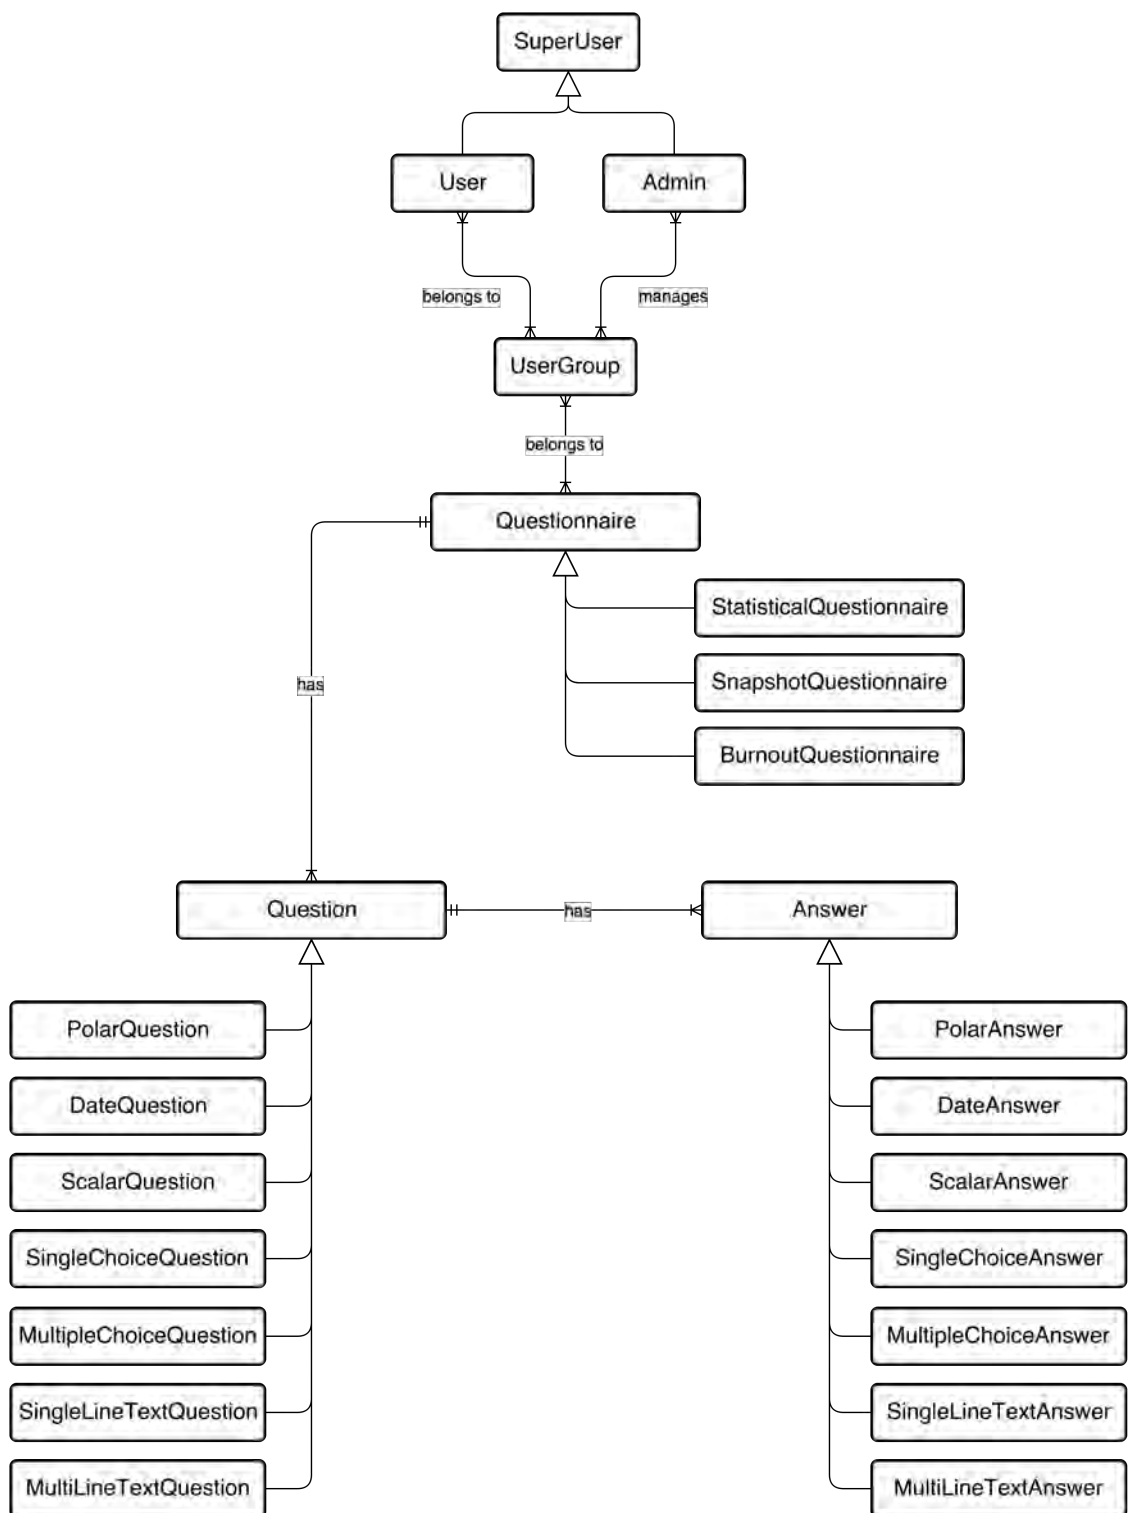 SuperUser
User
Admin
belongs to
manages
UserGroup
belongs to
Questionnaire
StatisticalQuestionnaire
has
SnapshotQuestionnaire
BurnoutQuestionnaire
Question
has
Answer
PolarQuestion
PolarAnswer
DateQuestion
DateAnswer
ScalarQuestion
ScalarAnswer
SingleChoiceQuestion
SingleChoiceAnswer
MultipleChoiceQuestion
MultipleChoiceAnswer
SingleLineTextQuestion
SingleLineTextAnswer
MultiLineTextQuestion
MultiLineTextAnswer